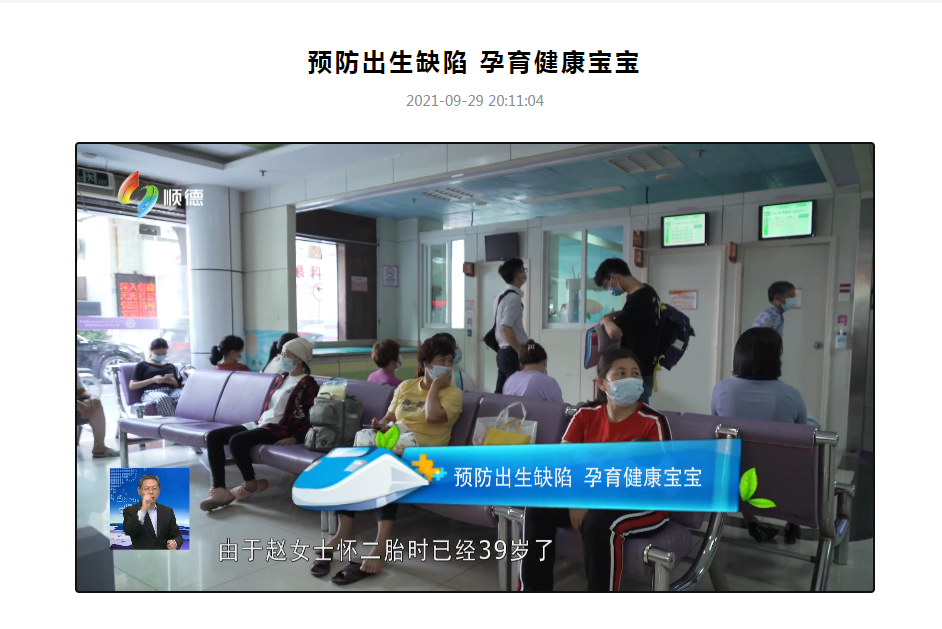 预防出生缺陷 孕育健康宝宝
2021-09-29 20:11:04
顺德
预防出生缺陷 孕育健康宝宝
由于赵女士怀二胎时已经39岁了